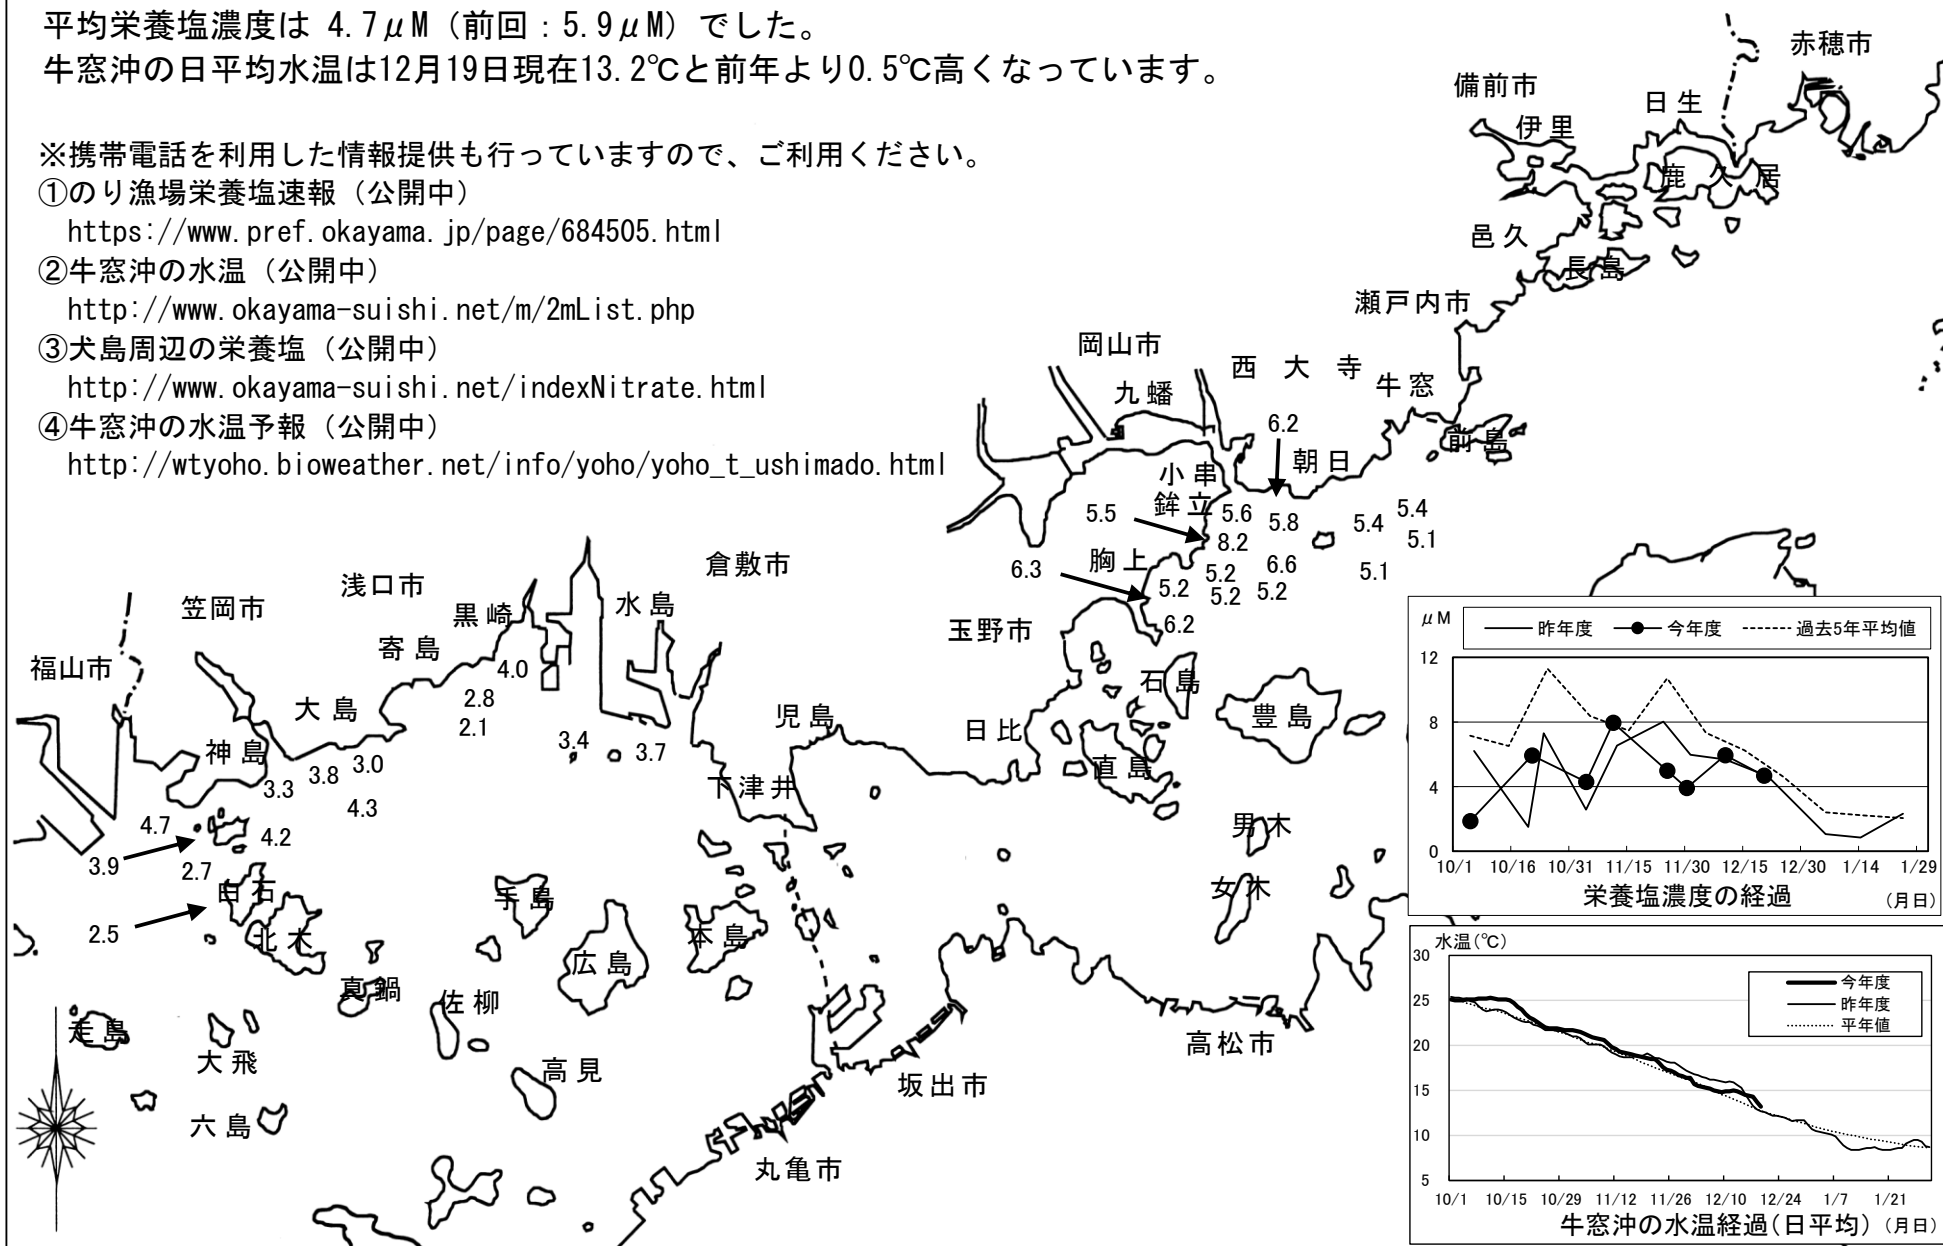 平均栄養塩濃度は 4.7μM（前回：5.9μM）でした。
牛窓沖の日平均水温は12月19日現在13.2℃と前年より0.5℃高くなっています。
※携帯電話を利用した情報提供も行っていますので、ご利用ください。
①のり漁場栄養塩速報（公開中）
https://www.pref.okayama.jp/page/684505.html
②牛窓沖の水温（公開中）
http://www.okayama-suishi.net/m/2mList.php
③犬島周辺の栄養塩（公開中）
http://www.okayama-suishi.net/indexNitrate.html
④牛窓沖の水温予報（公開中）
http://wtyoho.bioweather.net/info/yoho/yoho_t_ushimado.html
赤穂市
備前市
日生
伊里
鹿久居
邑久
長島
瀬戸内市
岡山市
西大寺
牛窓
九蟠
前島
6.2
朝日
小串
鉾立
5.5
5.6
5.8
5.4
5.4
8.2
5.1
胸上
6.3
6.6
5.2
5.1
5.2
5.2
5.2
6.2
倉敷市
浅口市
笠岡市
黒崎
水島
玉野市
寄島
福山市
4.0
石島
2.8
大島
2.1
児島
日比
豊島
神島
3.4
3.7
3.0
3.8
3.3
下津井
直島
4.3
4.7
4.2
男木
3.9
2.7
白石
手島
女木
2.5
北木
本島
広島
真鍋
佐柳
走島
大飛
高見
高松市
坂出市
六島
丸亀市
μM
昨年度
今年度
過去5年平均値
12
8
4
0
10/1 10/16 10/31 11/15 11/30 12/15 12/30 1/14 1/29
栄養塩濃度の経過 （月日）
水温(℃)
今年度
昨年度
平年値
30
25
20
15
10
5
10/1 10/15 10/29 11/12 11/26 12/10 12/24 1/7 1/21
牛窓沖の水温経過(日平均) （月日）